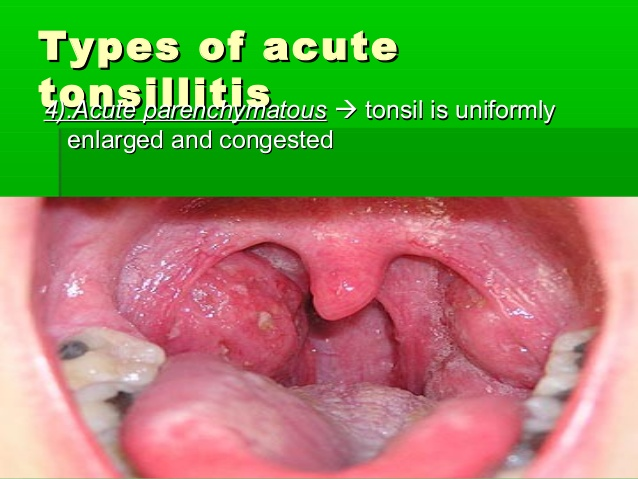 Types of acute
tonsillitis
4).Acute parenchymatous → tonsil is uniformly
enlarged and congested